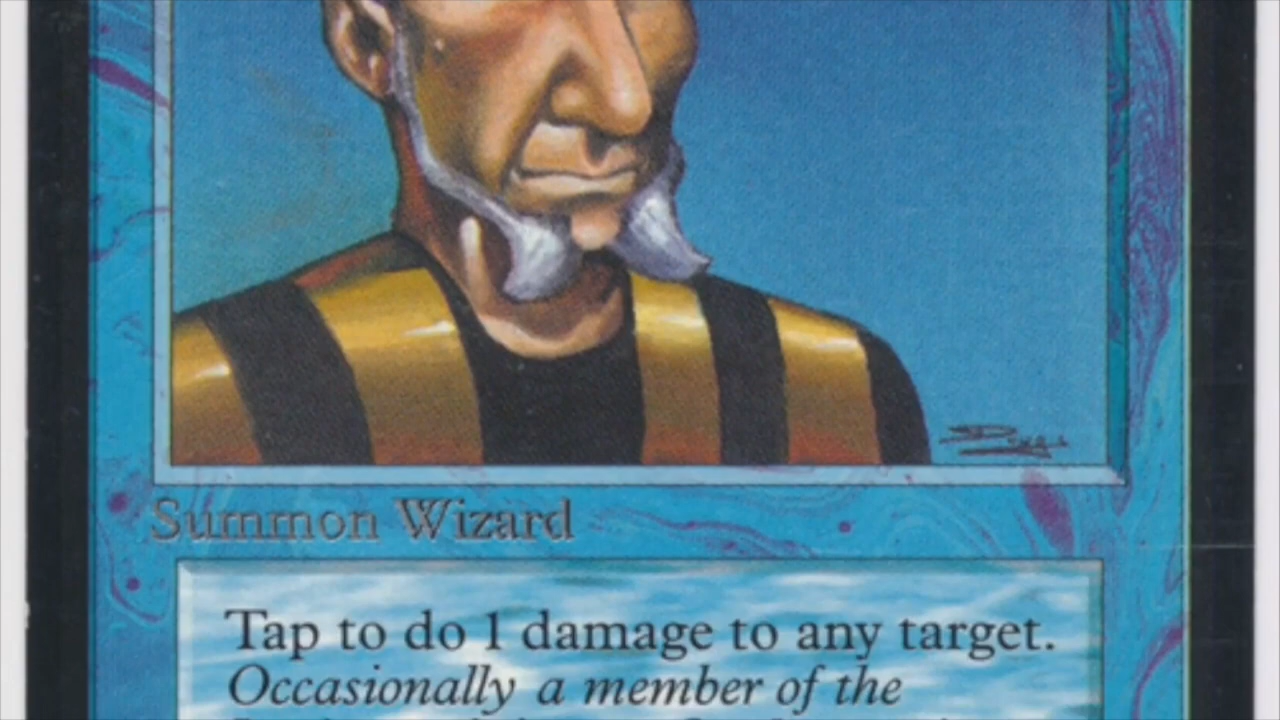 Summon Wizard
Tap to do 1 damage to any target.
Occasionally a member of the